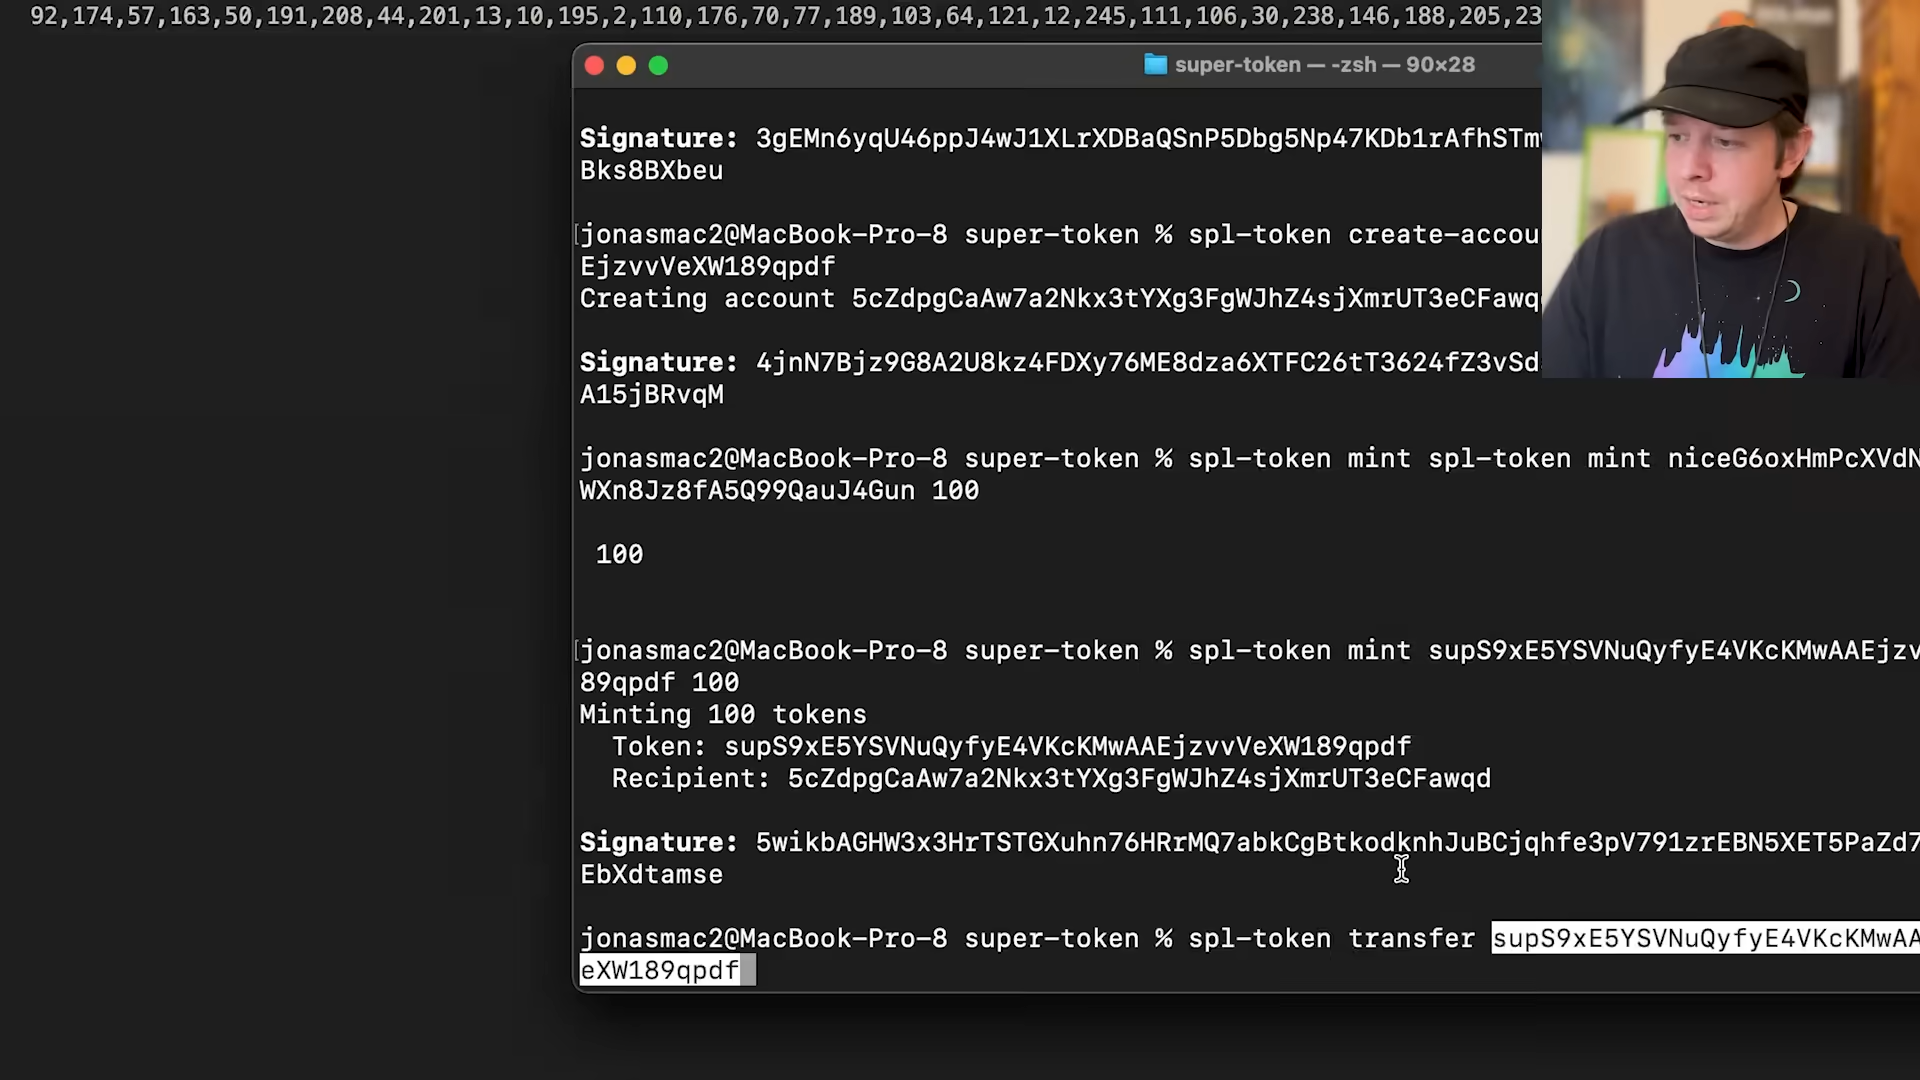 92,174,57,163,50,191,208,44,201,13,10,195,2,110,176,70,77,189,103,64,121,12,245,111,106,30,238,146,188,205,23
super-token — -zsh — 90×28
Signature: 3gEMn6yqU46ppJ4wJ1XLrXDBaQSnP5Dbg5Np47KDb1rAfhSTm
Bks8BXbeu
[jonasmac2@MacBook-Pro-8 super-token % spl-token create-accou
EjzvvVeXW189qpdf
Creating account 5cZdpgCaAw7a2Nkx3tYXg3FgWJhZ4sjXmrUT3eCFawq
Signature: 4jnN7Bjz9G8A2U8kz4FDXy76ME8dza6XTFC26tT3624fZ3vSd
A15jBRvqM
jonasmac2@MacBook-Pro-8 super-token % spl-token mint spl-token mint niceG6oxHmPcXVdN
WXn8Jz8fA5Q99QauJ4Gun 100
100
[jonasmac2@MacBook-Pro-8 super-token % spl-token mint supS9xE5YSVNuQyfyE4VKcKMwAAEjzv
89qpdf 100
Minting 100 tokens
Token: supS9xE5YSVNuQyfyE4VKcKMwAAEjzvvVeXW189qpdf
Recipient: 5cZdpgCaAw7a2Nkx3tYXg3FgWJhZ4sjXmrUT3eCFawqd
Signature: 5wikbAGHW3x3HrTSTGXuhn76HRrMQ7abkCgBtkodknhJuBCjqhfe3pV791zrEBN5XET5PaZd7
EbXdtamse
jonasmac2@MacBook-Pro-8 super-token % spl-token transfer supS9xE5YSVNuQyfyE4VKcKMwAA
eXW189qpdf